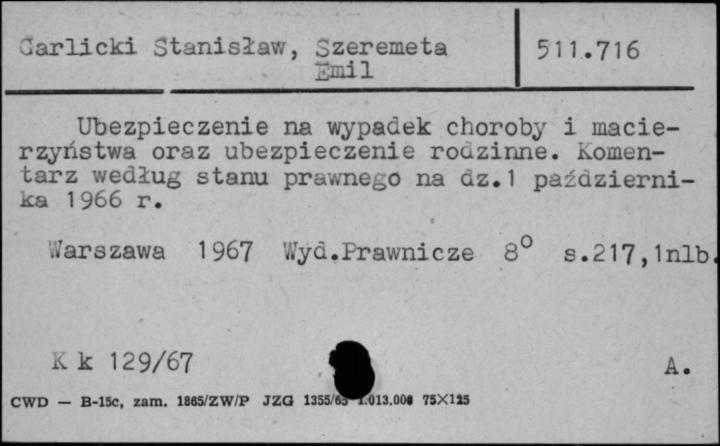 Garlicki Stanisław, Szeremeta 511.716
Emil
Ubezpieczenie na wypadek choroby i macie-
rzyństwa oraz ubezpieczenie rodzinne. Komen-
tarz według stanu prawnego na dz.1 październi-
ka 1966 r.
Warszawa 1967 Wyd.Prawnicze 8° s.217,1nlb.
K k 129/67 A.
CWD — B-15c, zam. 1865/ZW/P JZG 1355/65 1.013.000 75X125